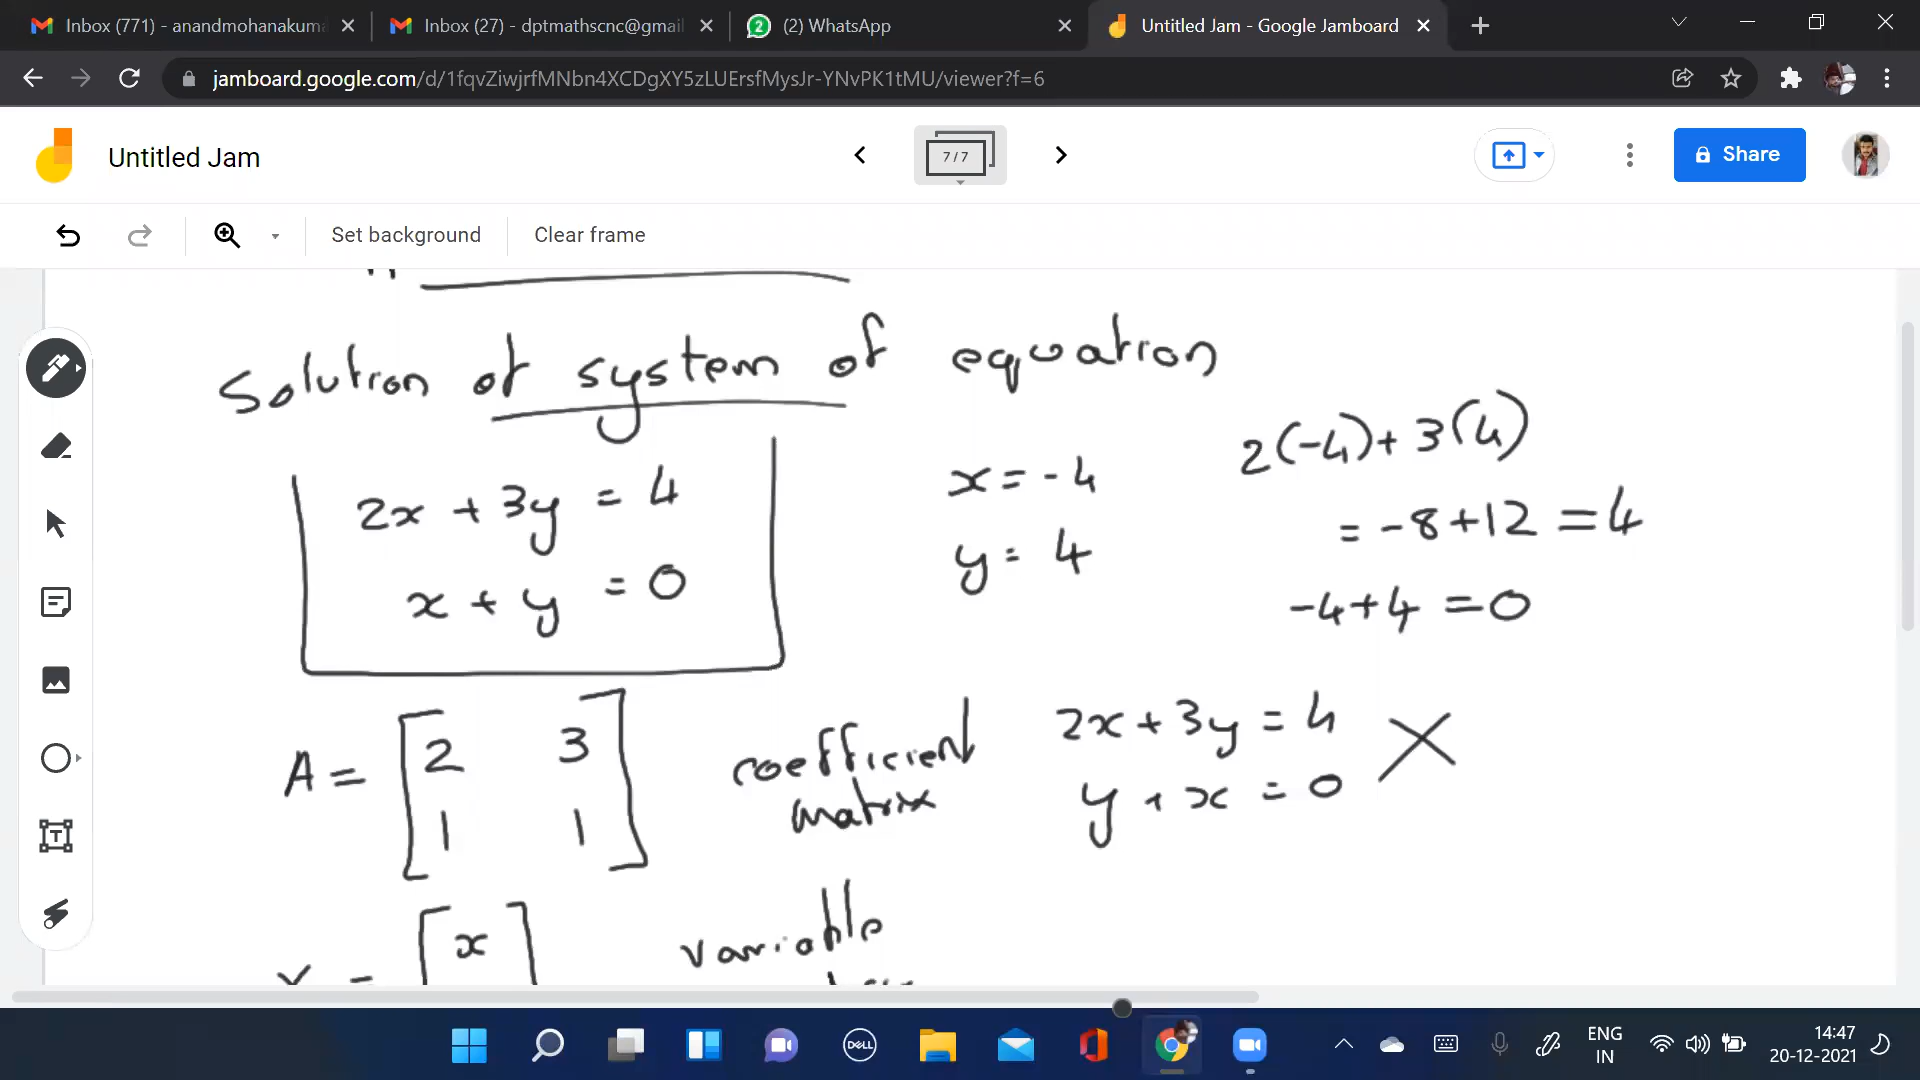 Inbox (771) - anandmohanakum
Inbox (27) - dptmathscnc@gmail
2
(2) WhatsApp
Untitled Jam - Google Jamboard
jamboard.google.com/d/1fqvZiwjrfMNbn4XCDgXY5zLUErsfMysJr-YNvPK1tMU/viewer?f=6
Untitled Jam
7 / 7
Share
Set background
Clear frame
Solution of system of equation
2x + 3y = 4
x + y = 0
x = -4
y = 4
2(-4)+ 3(4)
= -8+12 = 4
-4+4 = 0
A = [2 3
1 1]
coefficient
matrix
2x + 3y = 4
y + x = 0
X = [x
variable
DELL
ENG
IN
14:47
20-12-2021